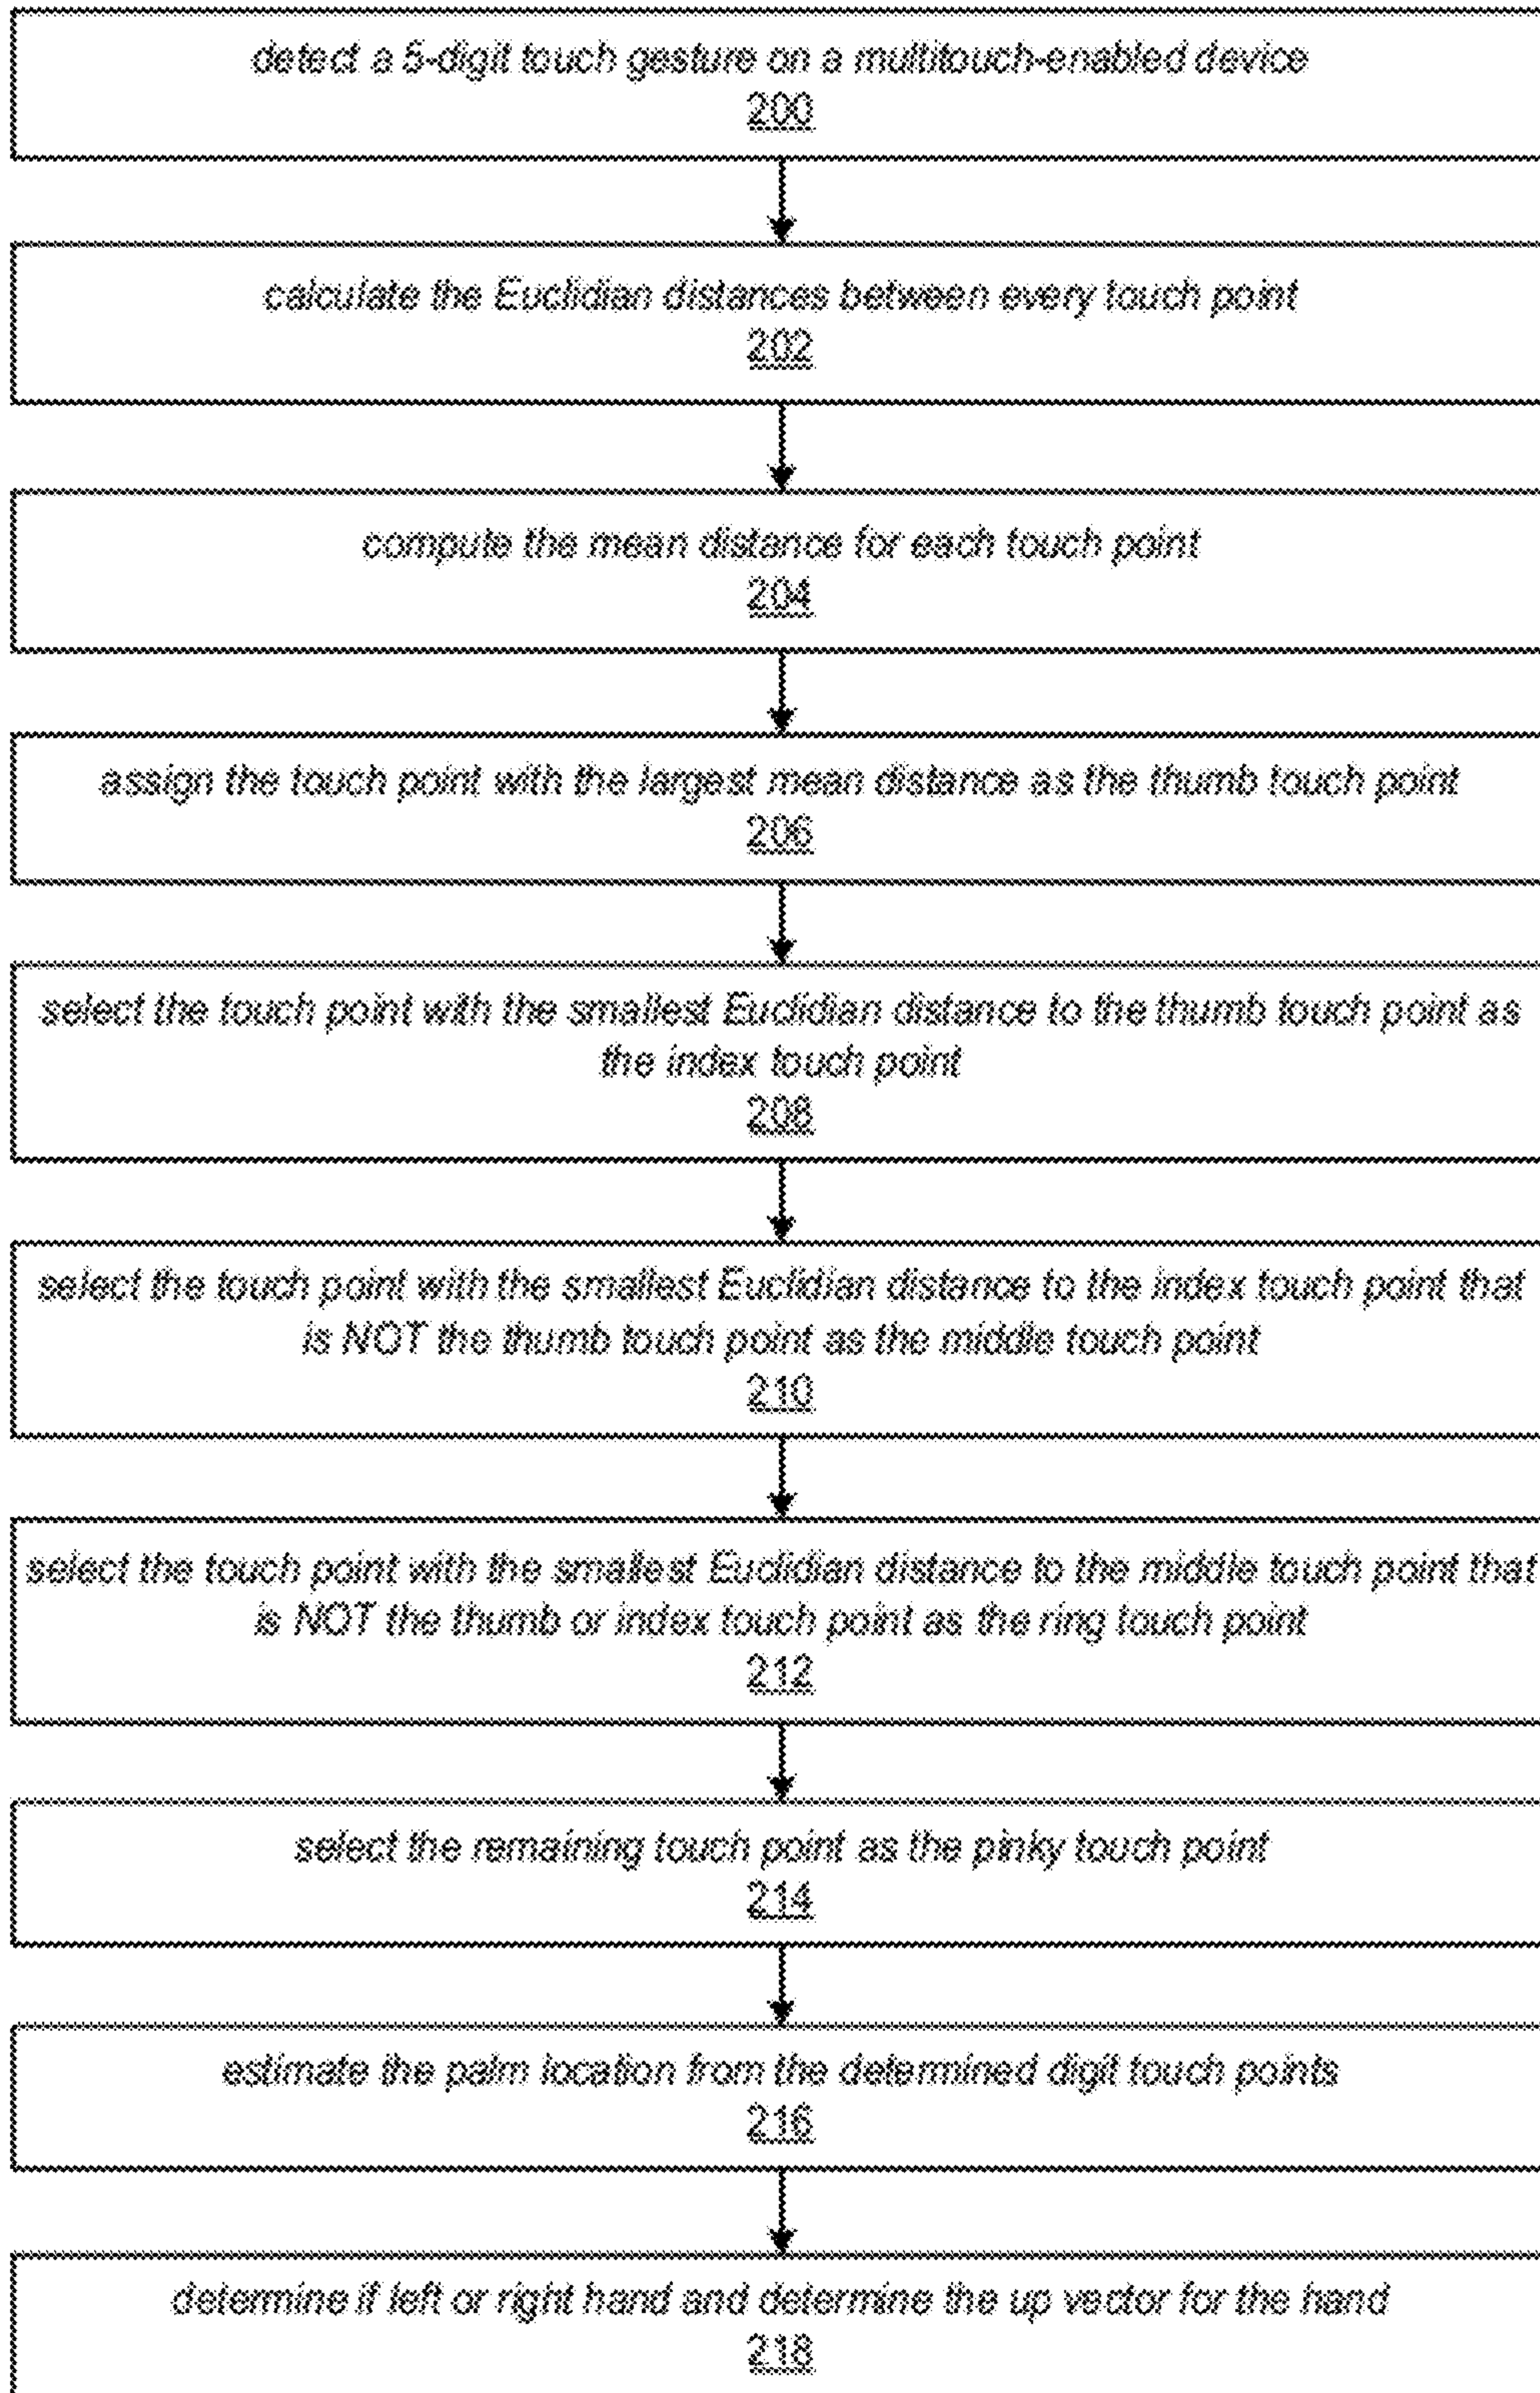 detect a 5-digit touch gesture on a multitouch-enabled device
200
calculate the Euclidian distances between every touch point
202
compute the mean distance for each touch point
204
assign the touch point with the largest mean distance as the thumb touch point
206
select the touch point with the smallest Euclidian distance to the thumb touch point as
the index touch point
208
select the touch point with the smallest Euclidian distance to the index touch point that
is NOT the thumb touch point as the middle touch point
210
select the touch point with the smallest Euclidian distance to the middle touch point that
is NOT the thumb or index touch point as the ring touch point
212
select the remaining touch point as the pinky touch point
214
estimate the palm location from the determined digit touch points
216
determine if left or right hand and determine the up vector for the hand
218